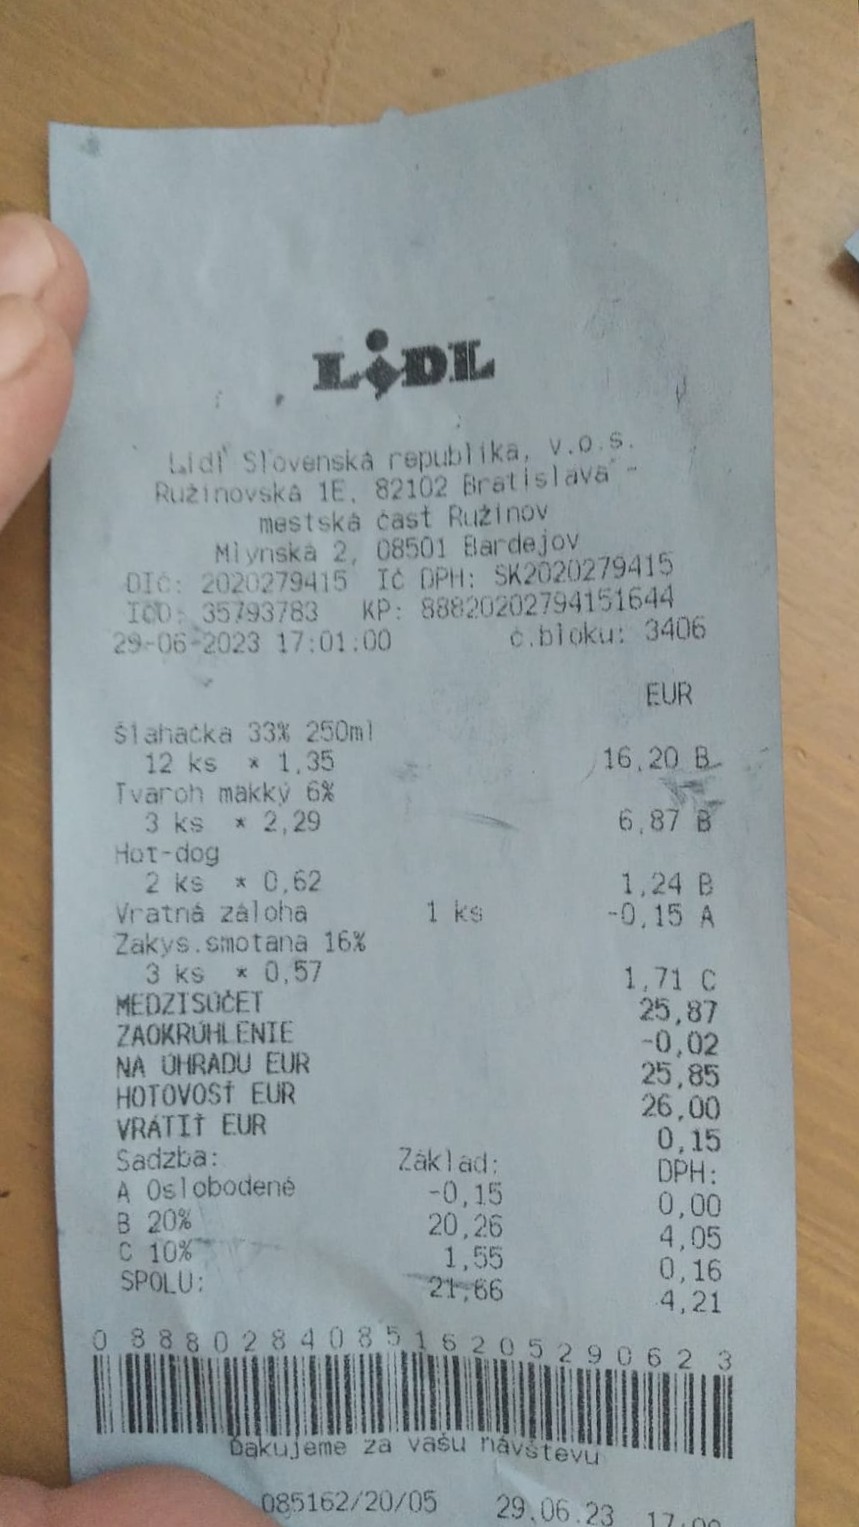 LiDL
Lidl Slovenská republika, v.o.s.
Ružinovská 1E, 82102 Bratislava
mestská časť Ružinov
Mlynská 2, 08501 Bardejov
DIČ: 2020279415 IČ DPH: SK2020279415
IČO: 35793783 KP: 88820202794151644
29-06-2023 17:01:00 č.bloku: 3406
EUR
Šlahačka 33% 250ml
12 ks * 1,35 16,20 B
Tvaroh mäkký 6%
3 ks * 2,29 6,87 B
Hot-dog
2 ks * 0,62 1,24 B
Vratná záloha 1 ks -0,15 A
Zakys.smotana 16%
3 ks * 0,57 1,71 C
MEDZISÚČET 25,87
ZAOKRÚHLENIE -0,02
NA ÚHRADU EUR 25,85
HOTOVOSŤ EUR 26,00
VRÁTIŤ EUR 0,15
Sadzba: Základ: DPH:
A Oslobodené -0,15 0,00
B 20% 20,26 4,05
C 10% 1,55 0,16
SPOLU: 21,66 4,21
0 8 8 8 0 2 8 4 0 8 5 1 6 2 0 5 2 9 0 6 2 3
Ďakujeme za vašu návštevu
085162/20/05 29.06.23